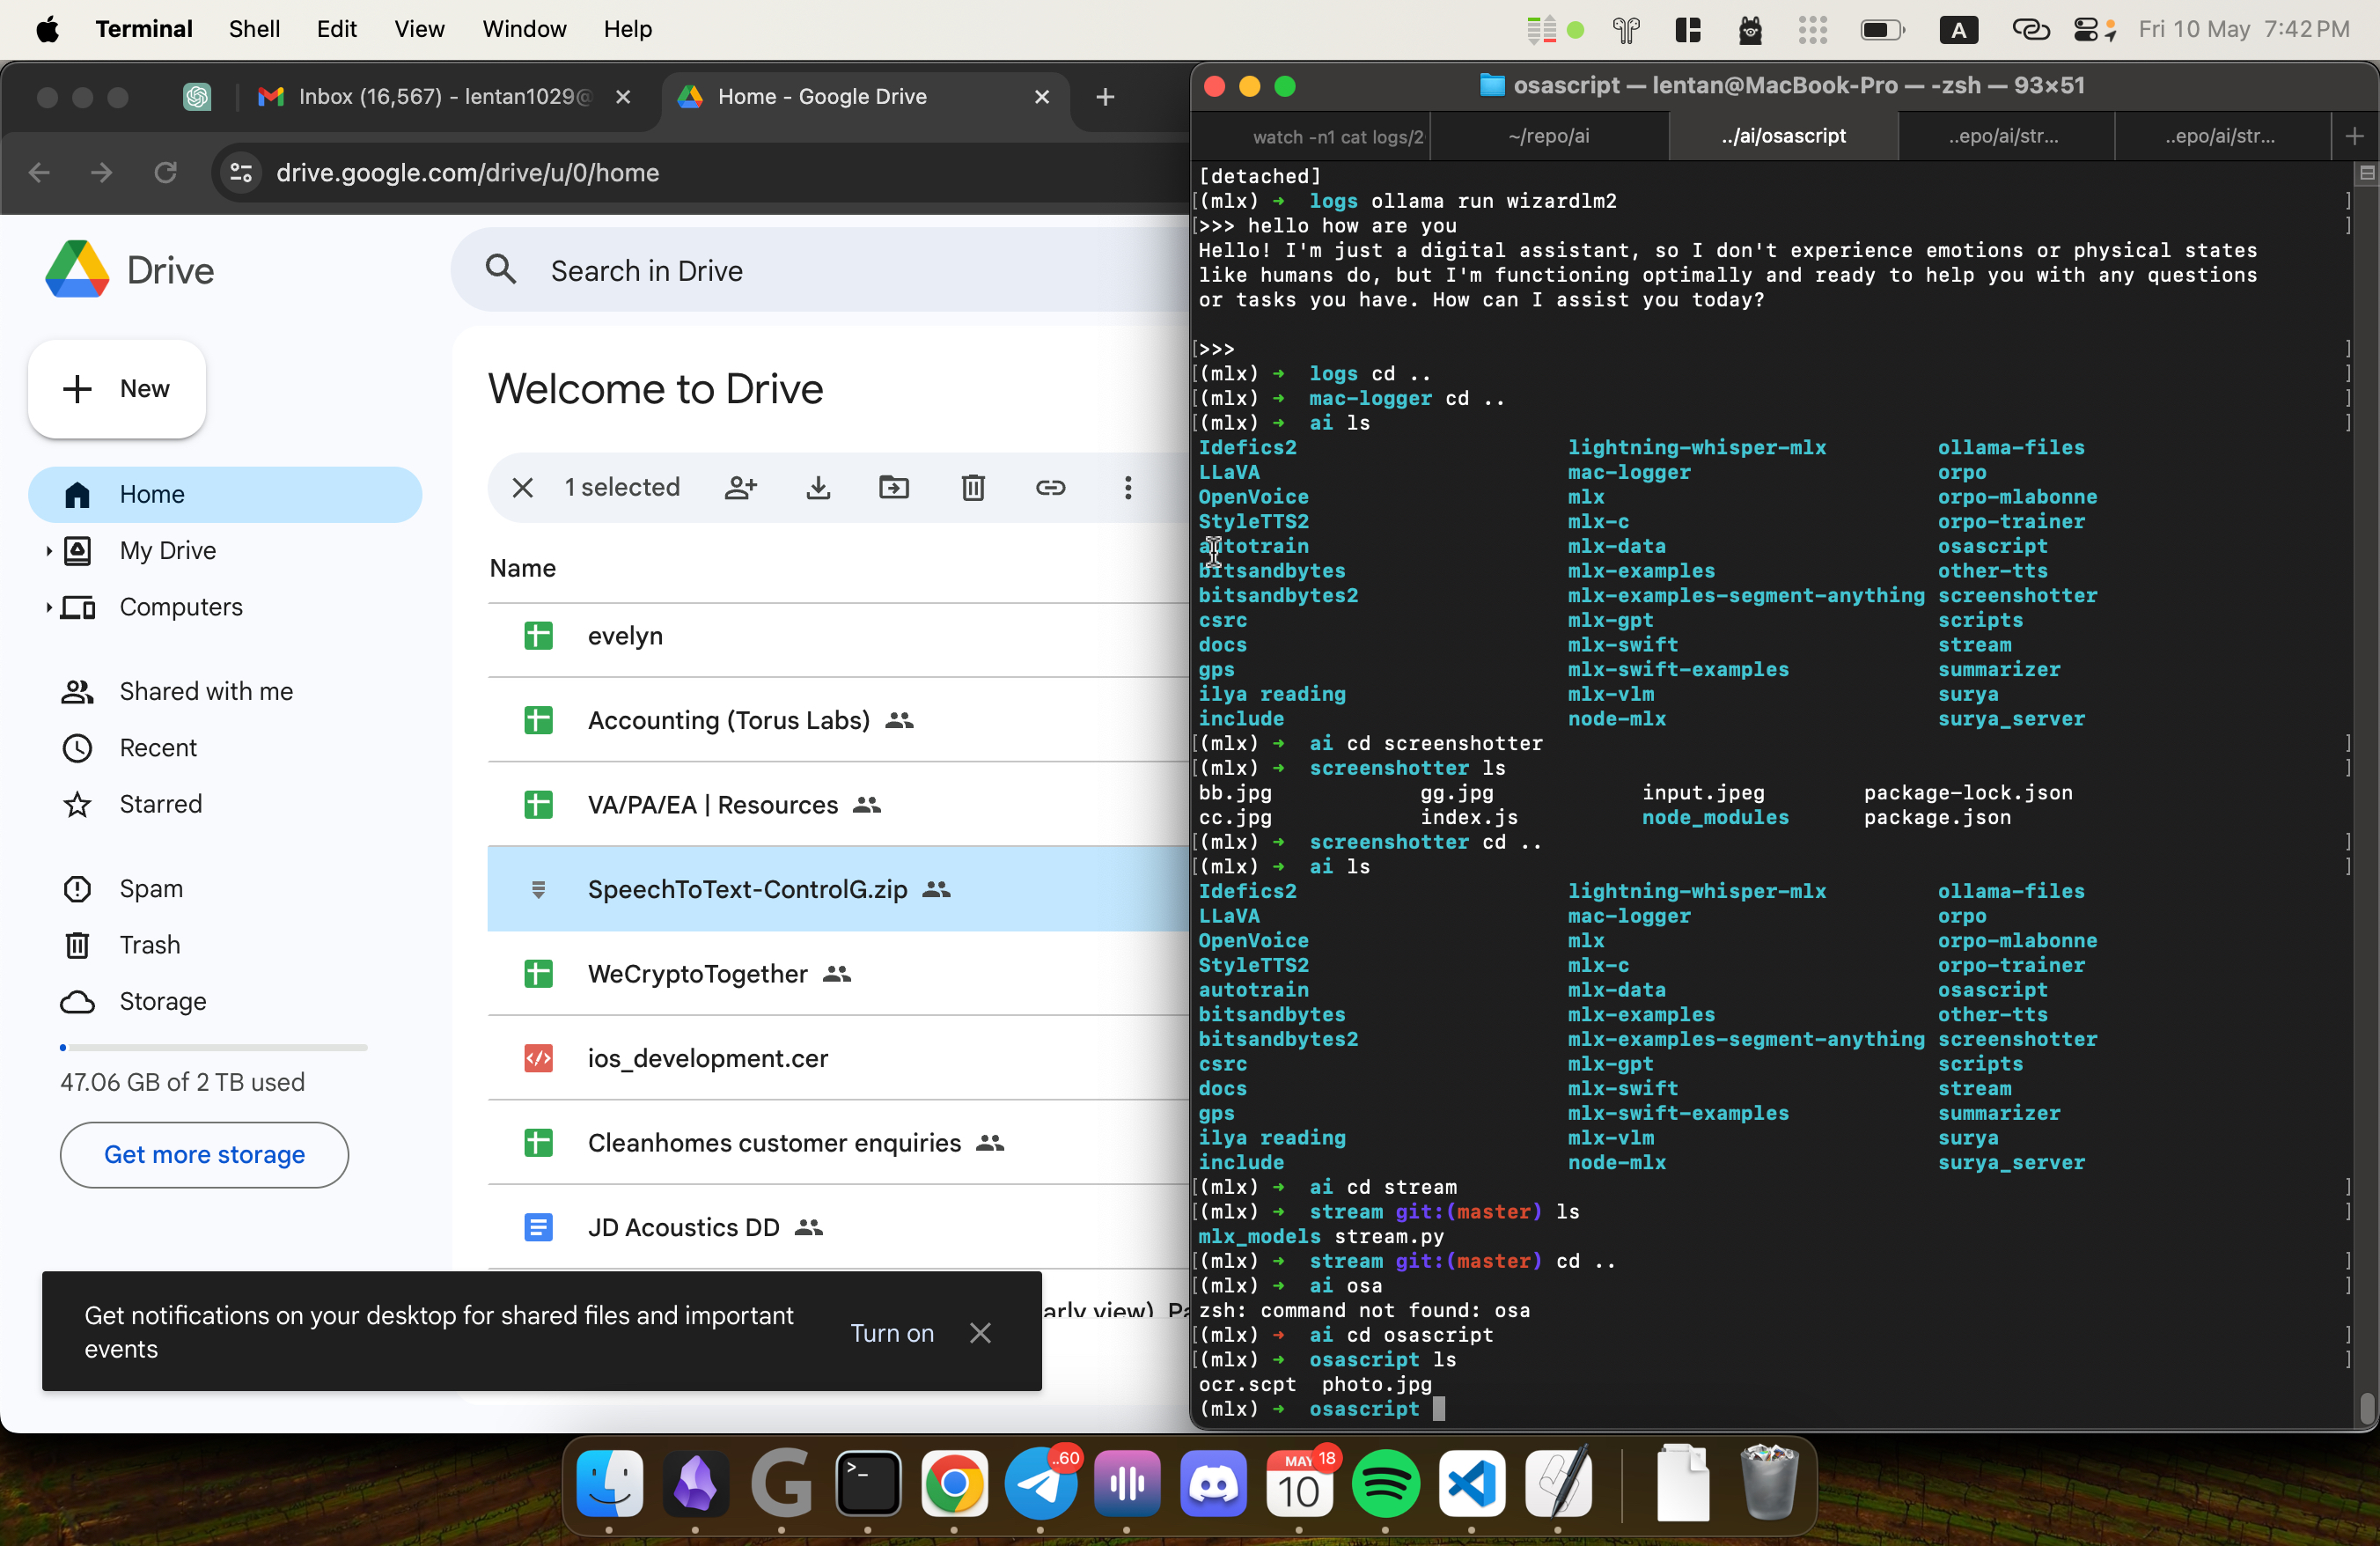 Terminal Shell Edit View Window Help
A
Fri 10 May 7:42 PM
Inbox (16,567) - lentan1029@
Home - Google Drive
drive.google.com/drive/u/0/home
Drive
Search in Drive
New
Home
My Drive
Computers
Shared with me
Recent
Starred
Spam
Trash
Storage
47.06 GB of 2 TB used
Get more storage
Welcome to Drive
1 selected
Name
evelyn
Accounting (Torus Labs)
VA/PA/EA | Resources
SpeechToText-ControlG.zip
WeCryptoTogether
ios_development.cer
Cleanhomes customer enquiries
JD Acoustics DD
Get notifications on your desktop for shared files and important
events
Turn on
osascript — lentan@MacBook-Pro — -zsh — 93×51
watch -n1 cat logs/2
~/repo/ai
../ai/osascript
..epo/ai/str...
..epo/ai/str...
[detached]
[(mlx) ➜ logs ollama run wizardlm2 ]
[>>> hello how are you ]
Hello! I'm just a digital assistant, so I don't experience emotions or physical states
like humans do, but I'm functioning optimally and ready to help you with any questions
or tasks you have. How can I assist you today?
[>>> ]
[(mlx) ➜ logs cd .. ]
[(mlx) ➜ mac-logger cd .. ]
[(mlx) ➜ ai ls ]
Idefics2 lightning-whisper-mlx ollama-files
LLaVA mac-logger orpo
OpenVoice mlx orpo-mlabonne
StyleTTS2 mlx-c orpo-trainer
autotrain mlx-data osascript
bitsandbytes mlx-examples other-tts
bitsandbytes2 mlx-examples-segment-anything screenshotter
csrc mlx-gpt scripts
docs mlx-swift stream
gps mlx-swift-examples summarizer
ilya reading mlx-vlm surya
include node-mlx surya_server
[(mlx) ➜ ai cd screenshotter ]
[(mlx) ➜ screenshotter ls ]
bb.jpg gg.jpg input.jpeg package-lock.json
cc.jpg index.js node_modules package.json
[(mlx) ➜ screenshotter cd .. ]
[(mlx) ➜ ai ls ]
Idefics2 lightning-whisper-mlx ollama-files
LLaVA mac-logger orpo
OpenVoice mlx orpo-mlabonne
StyleTTS2 mlx-c orpo-trainer
autotrain mlx-data osascript
bitsandbytes mlx-examples other-tts
bitsandbytes2 mlx-examples-segment-anything screenshotter
csrc mlx-gpt scripts
docs mlx-swift stream
gps mlx-swift-examples summarizer
ilya reading mlx-vlm surya
include node-mlx surya_server
[(mlx) ➜ ai cd stream ]
[(mlx) ➜ stream git:(master) ls ]
mlx_models stream.py
[(mlx) ➜ stream git:(master) cd .. ]
[(mlx) ➜ ai osa ]
zsh: command not found: osa
[(mlx) ➜ ai cd osascript ]
[(mlx) ➜ osascript ls ]
ocr.scpt photo.jpg
(mlx) ➜ osascript
..60
MAY
10
18